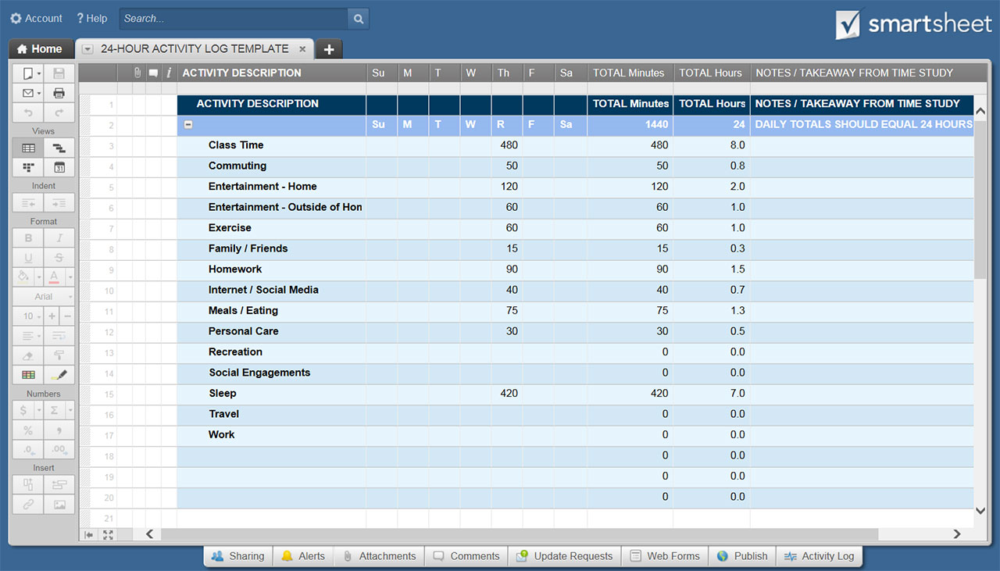 Account ? Help Search... smartsheet
Home 24-HOUR ACTIVITY LOG TEMPLATE × +
i ACTIVITY DESCRIPTION Su M T W Th F Sa TOTAL Minutes TOTAL Hours NOTES / TAKEAWAY FROM TIME STUDY
1 ACTIVITY DESCRIPTION TOTAL Minutes TOTAL Hours NOTES / TAKEAWAY FROM TIME STUDY
2 Su M T W R F Sa 1440 24 DAILY TOTALS SHOULD EQUAL 24 HOURS
3 Class Time 480 480 8.0
4 Commuting 50 50 0.8
5 Entertainment - Home 120 120 2.0
6 Entertainment - Outside of Hom 60 60 1.0
7 Exercise 60 60 1.0
8 Family / Friends 15 15 0.3
9 Homework 90 90 1.5
10 Internet / Social Media 40 40 0.7
11 Meals / Eating 75 75 1.3
12 Personal Care 30 30 0.5
13 Recreation 0 0.0
14 Social Engagements 0 0.0
15 Sleep 420 420 7.0
16 Travel 0 0.0
17 Work 0 0.0
18 0 0.0
19 0 0.0
20 0 0.0
21
Views
31
Indent
Format
B I
U S
A
Arial
10 + −
Numbers
$ Σ
% ,
.0 .00
Insert
Sharing Alerts Attachments Comments Update Requests Web Forms Publish Activity Log